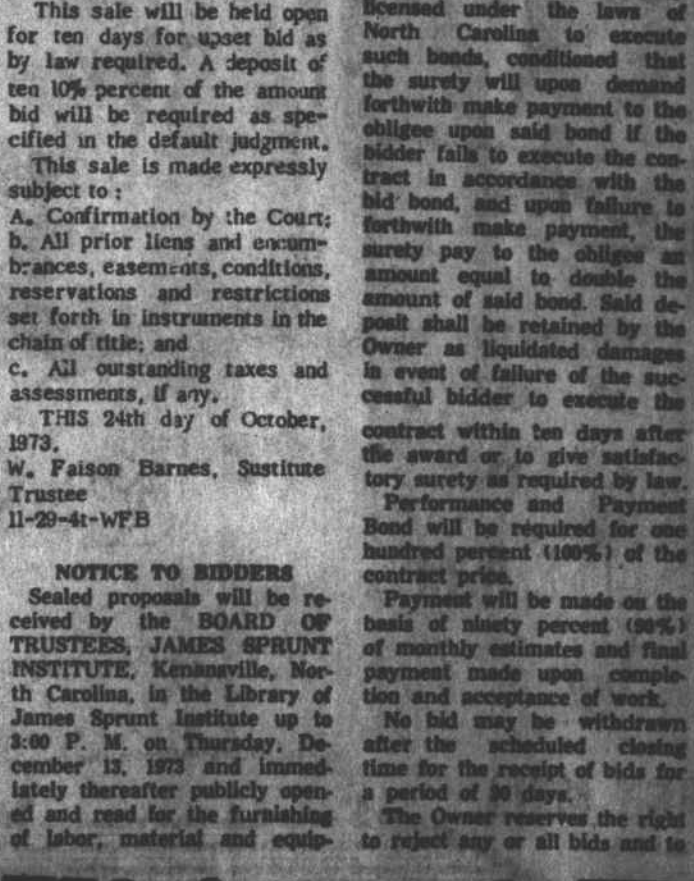 This sale will be held open
for ten days for upset bid as
by law required. A deposit of
ten 10% percent of the amount
bid will be required as spe-
cified in the default judgment.
This sale is made expressly
subject to :
A. Confirmation by the Court;
b. All prior liens and encum-
brances, easements, conditions,
reservations and restrictions
set forth in instruments in the
chain of title; and
c. All outstanding taxes and
assessments, if any.
THIS 24th day of October,
1973.
W. Faison Barnes, Sustitute
Trustee
11-29-4t-WFB
NOTICE TO BIDDERS
Sealed proposals will be re-
ceived by the BOARD OF
TRUSTEES, JAMES SPRUNT
INSTITUTE, Kenansville, Nor-
th Carolina, in the Library of
James Sprunt Institute up to
3:00 P. M. on Thursday, De-
cember 13, 1973 and immed-
iately thereafter publicly open-
ed and read for the furnishing
of labor, material and equip-
licensed under the laws of
North Carolina to execute
such bonds, conditioned that
the surety will upon demand
forthwith make payment to the
obligee upon said bond if the
bidder fails to execute the con-
tract in accordance with the
bid bond, and upon failure to
forthwith make payment, the
surety pay to the obligee an
amount equal to double the
amount of said bond. Said de-
posit shall be retained by the
Owner as liquidated damages
in event of failure of the suc-
cessful bidder to execute the
contract within ten days after
the award or to give satisfac-
tory surety as required by law.
Performance and Payment
Bond will be required for one
hundred percent (100%) of the
contract price.
Payment will be made on the
basis of ninety percent (90%)
of monthly estimates and final
payment made upon comple-
tion and acceptance of work.
No bid may be withdrawn
after the scheduled closing
time for the receipt of bids for
a period of 30 days.
The Owner reserves the right
to reject any or all bids and to